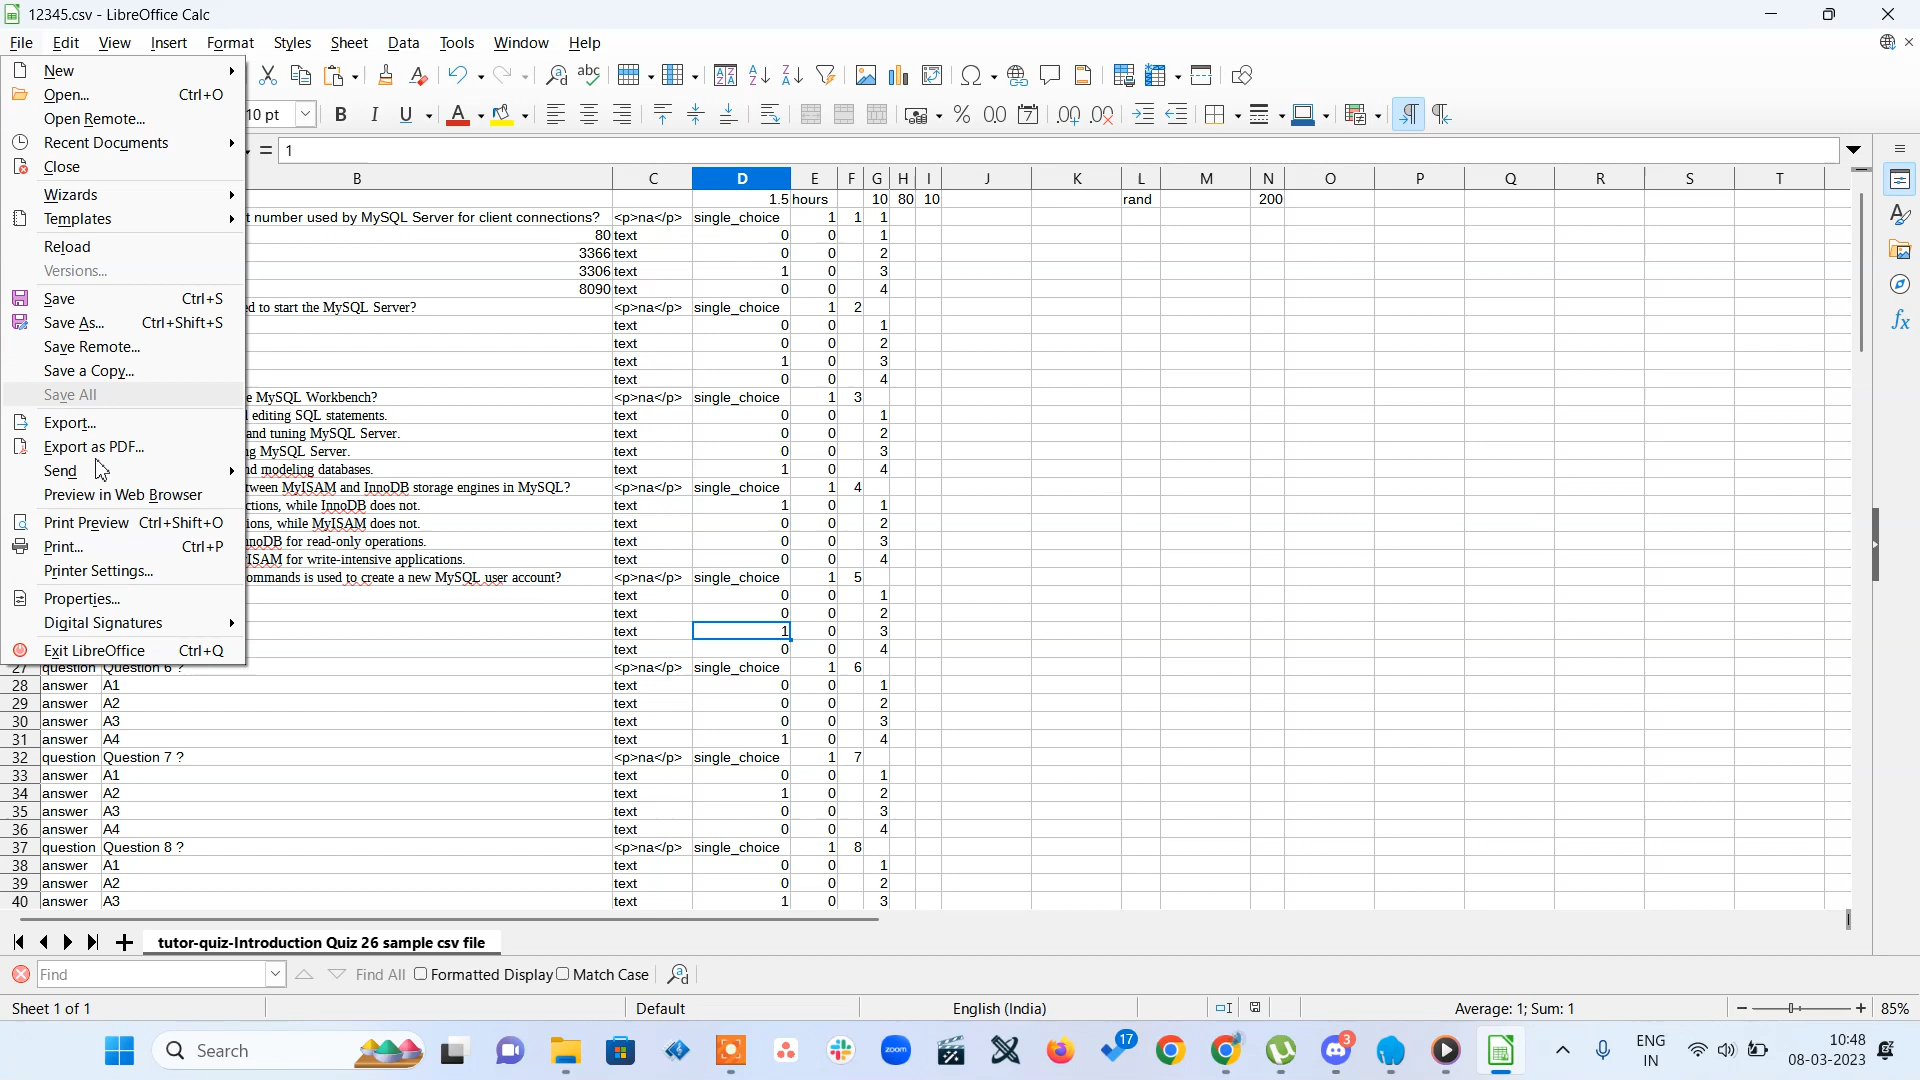 12345.csv - LibreOffice Calc
File Edit View Insert Format Styles Sheet Data Tools Window Help
New
Open... Ctrl+O
Open Remote...
Recent Documents
Close
Wizards
Templates
Reload
Versions...
Save Ctrl+S
Save As... Ctrl+Shift+S
Save Remote...
Save a Copy...
Save All
Export...
Export as PDF...
Send
Preview in Web Browser
Print Preview Ctrl+Shift+O
Print... Ctrl+P
Printer Settings...
Properties...
Digital Signatures
Exit LibreOffice Ctrl+Q
10 pt
= 1
B C D E F G H I J K L M N O P Q R S T
1.5 hours 10 80 10 rand 200
t number used by MySQL Server for client connections? <p>na</p> single_choice 1 1 1
80 text 0 0 1
3366 text 0 0 2
3306 text 1 0 3
8090 text 0 0 4
ed to start the MySQL Server? <p>na</p> single_choice 1 2
text 0 0 1
text 0 0 2
text 1 0 3
text 0 0 4
e MySQL Workbench? <p>na</p> single_choice 1 3
l editing SQL statements. text 0 0 1
and tuning MySQL Server. text 0 0 2
ng MySQL Server. text 0 0 3
nd modeling databases. text 1 0 4
tween MyISAM and InnoDB storage engines in MySQL? <p>na</p> single_choice 1 4
ctions, while InnoDB does not. text 1 0 1
ions, while MyISAM does not. text 0 0 2
noDB for read-only operations. text 0 0 3
ISAM for write-intensive applications. text 0 0 4
ommands is used to create a new MySQL user account? <p>na</p> single_choice 1 5
text 0 0 1
text 0 0 2
text 1 0 3
text 0 0 4
27 question Question 6 ? <p>na</p> single_choice 1 6
28 answer A1 text 0 0 1
29 answer A2 text 0 0 2
30 answer A3 text 0 0 3
31 answer A4 text 1 0 4
32 question Question 7 ? <p>na</p> single_choice 1 7
33 answer A1 text 0 0 1
34 answer A2 text 1 0 2
35 answer A3 text 0 0 3
36 answer A4 text 0 0 4
37 question Question 8 ? <p>na</p> single_choice 1 8
38 answer A1 text 0 0 1
39 answer A2 text 0 0 2
40 answer A3 text 1 0 3
tutor-quiz-Introduction Quiz 26 sample csv file
Find Find All Formatted Display Match Case
Sheet 1 of 1 Default English (India) Average: 1; Sum: 1 85%
Search zoom 17 3 ENG 10:48
IN 08-03-2023